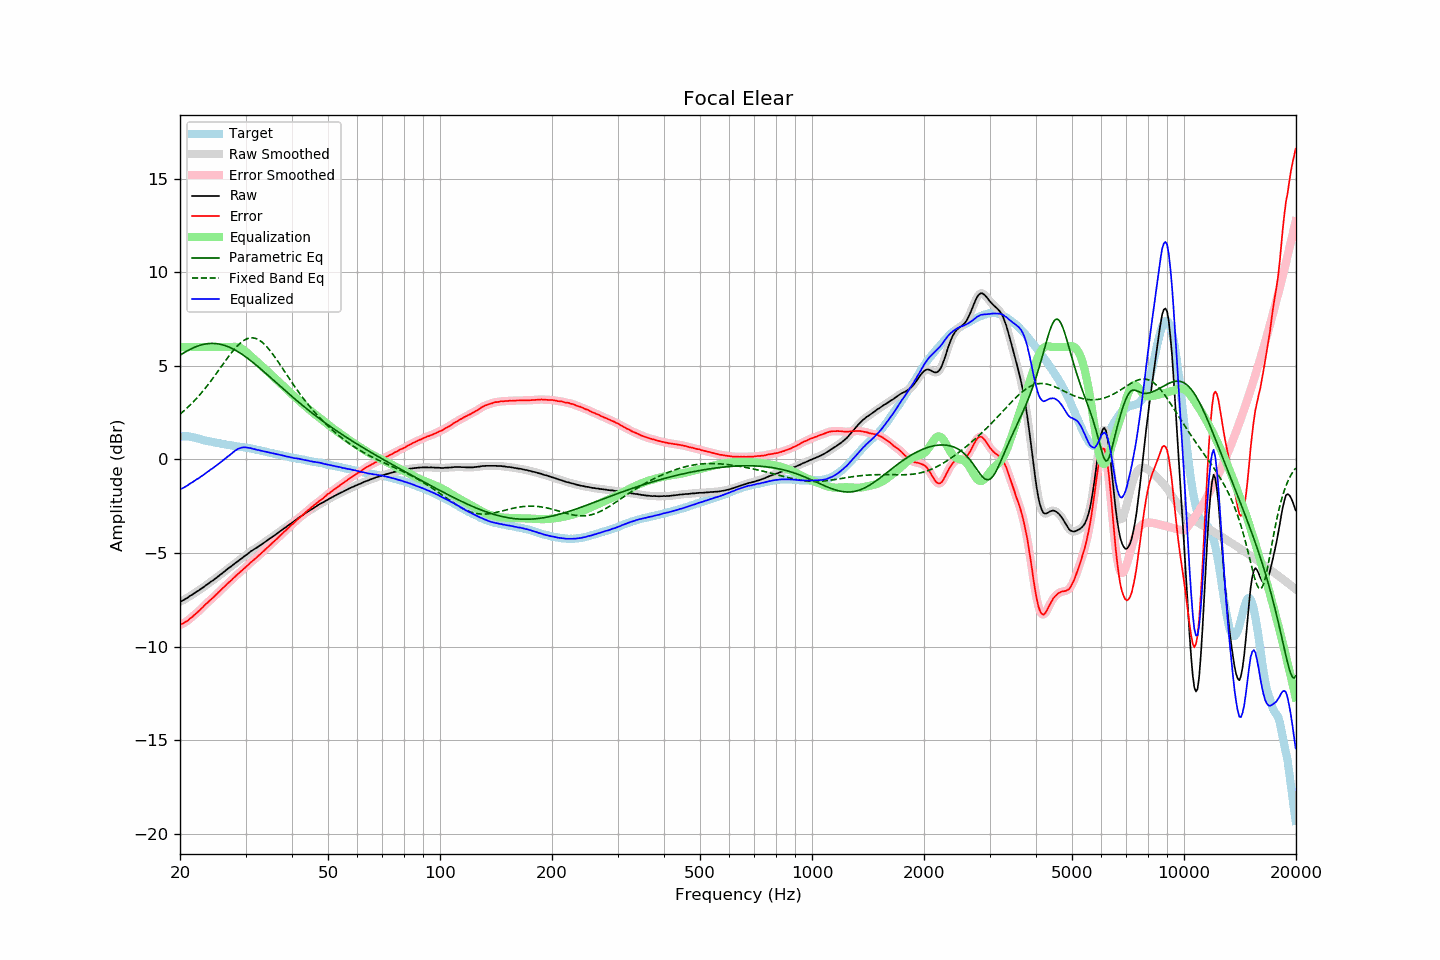 Focal Elear
Target
Raw Smoothed
Error Smoothed
Raw
Error
Equalization
Parametric Eq
Fixed Band Eq
Equalized
Amplitude (dBr)
15
10
5
0
−5
−10
−15
−20
20 50 100 200 500 1000 2000 5000 10000 20000
Frequency (Hz)